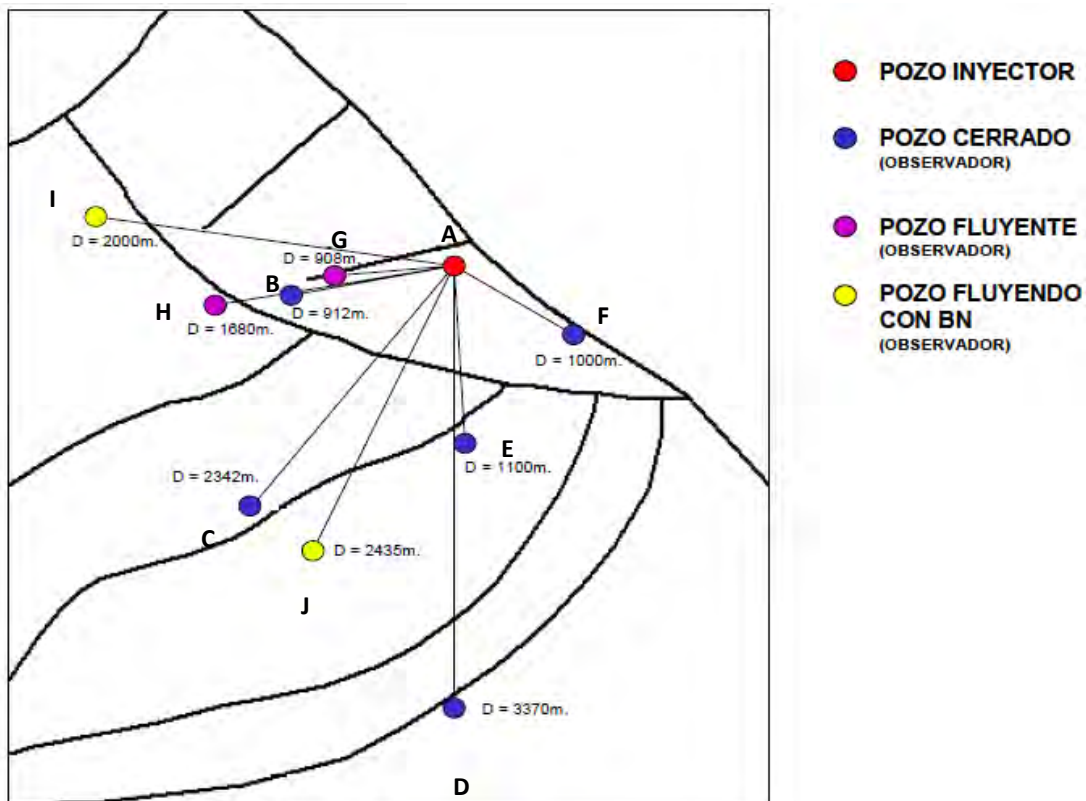 I
D = 2000m.
G
A
D = 908m
B
H
D = 912m.
D = 1680m.
F
D = 1000m.
E
D = 1100m.
D = 2342m.
C
D = 2435m.
J
D = 3370m.
D
POZO INYECTOR
POZO CERRADO
(OBSERVADOR)
POZO FLUYENTE
(OBSERVADOR)
POZO FLUYENDO
CON BN
(OBSERVADOR)